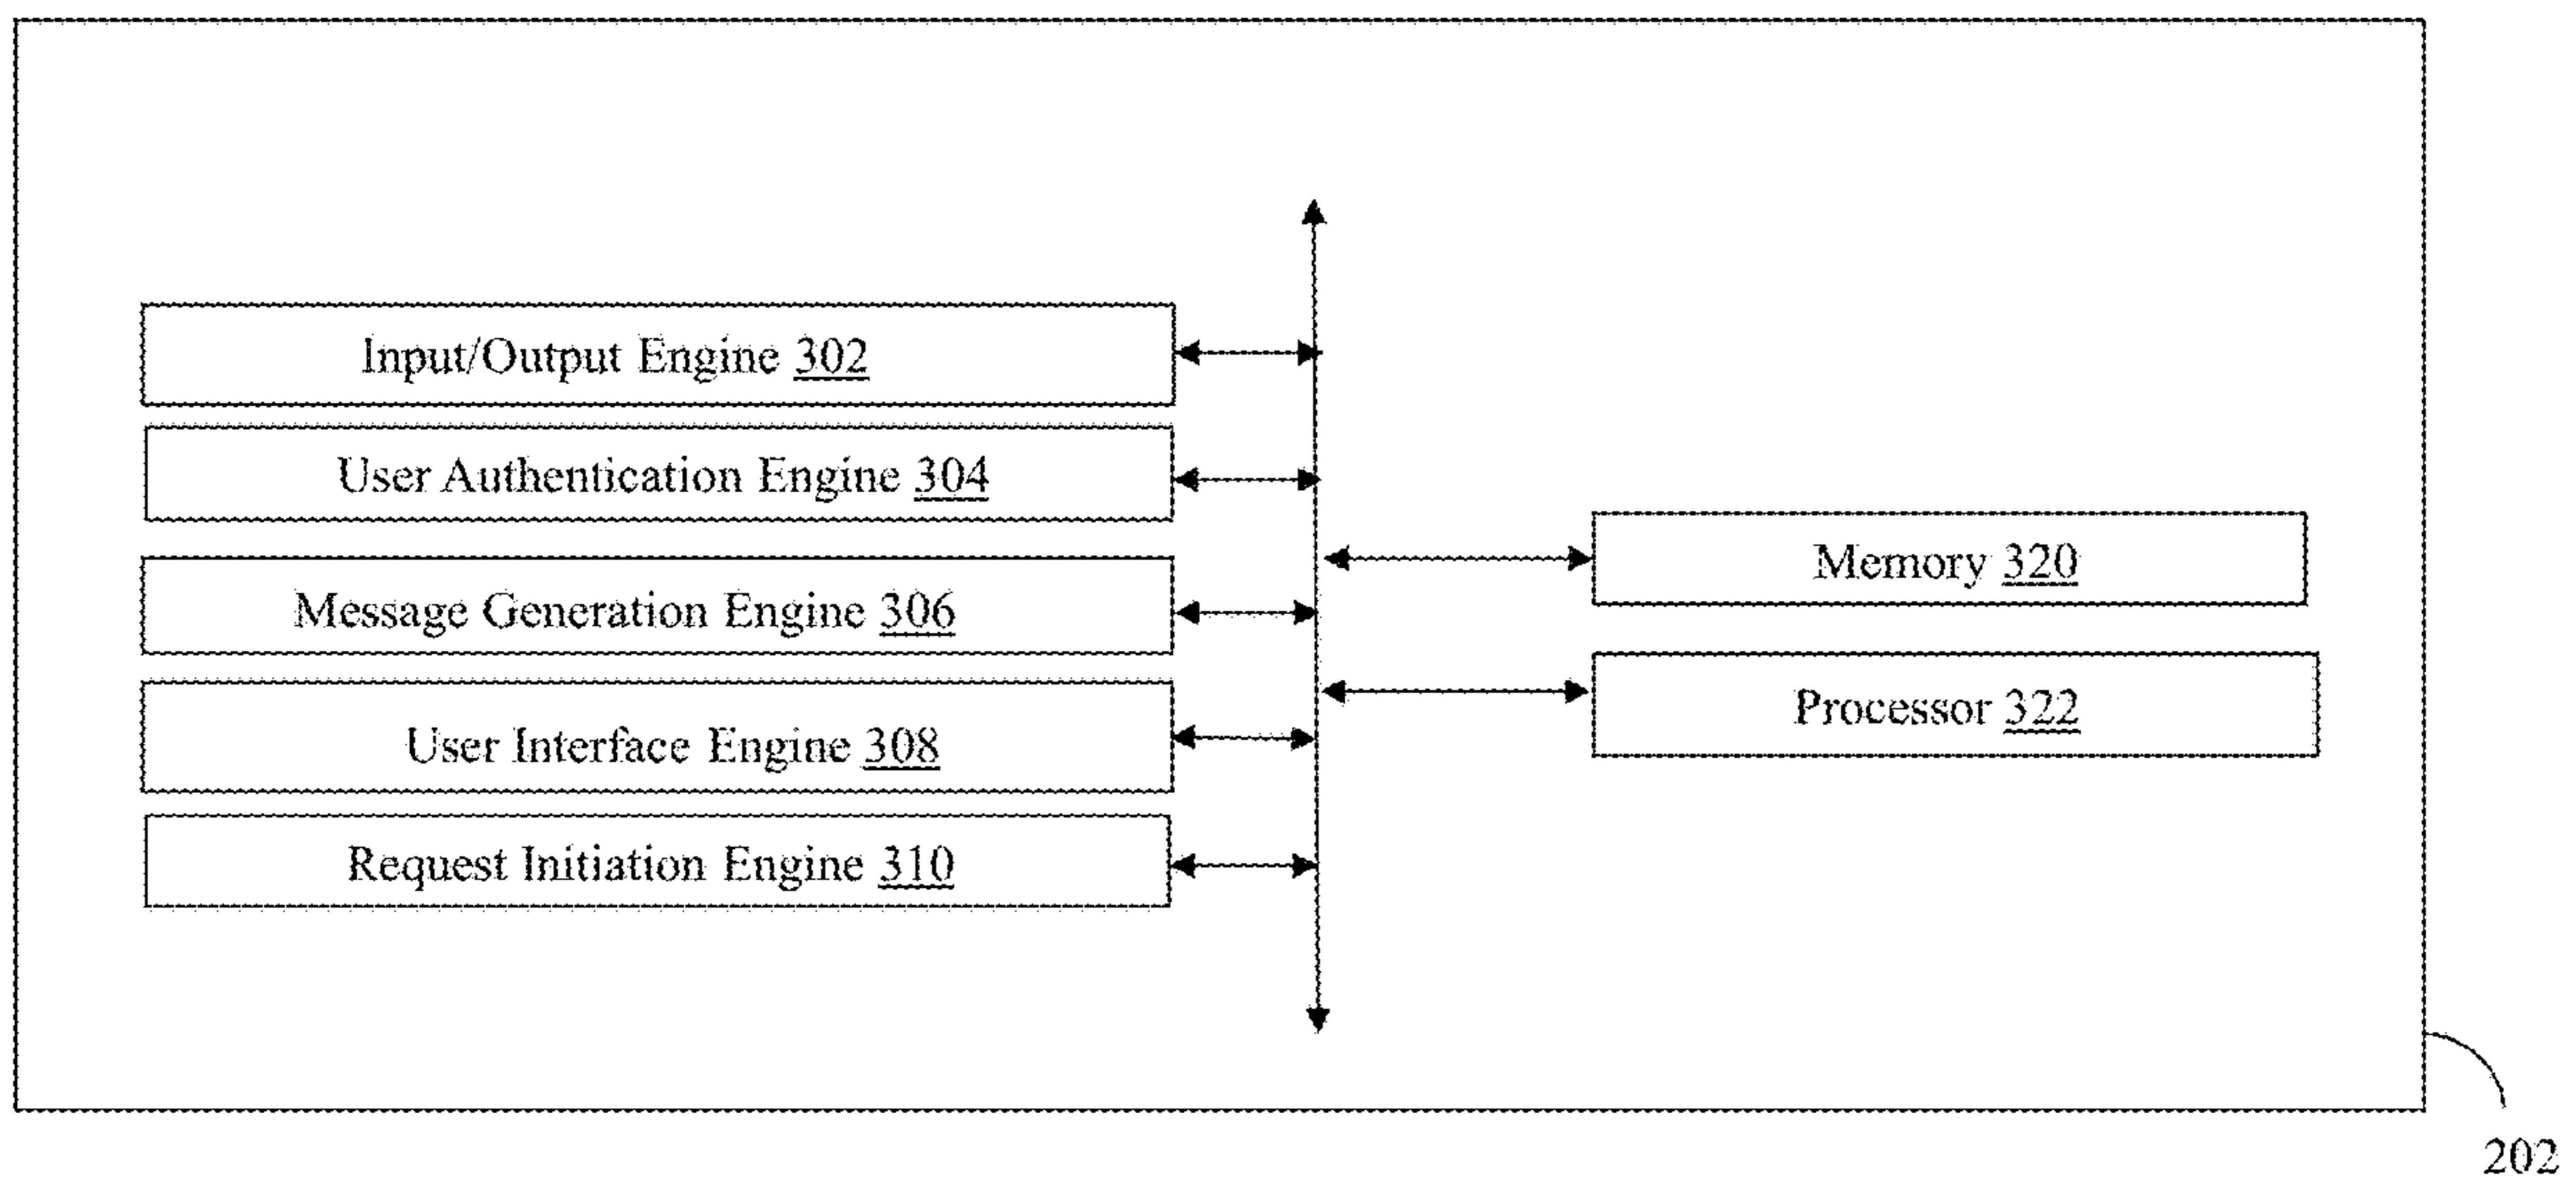 Input/Output Engine 302
User Authentication Engine 304
Message Generation Engine 306
User Interface Engine 308
Request Initiation Engine 310
Memory 320
Processor 322
202